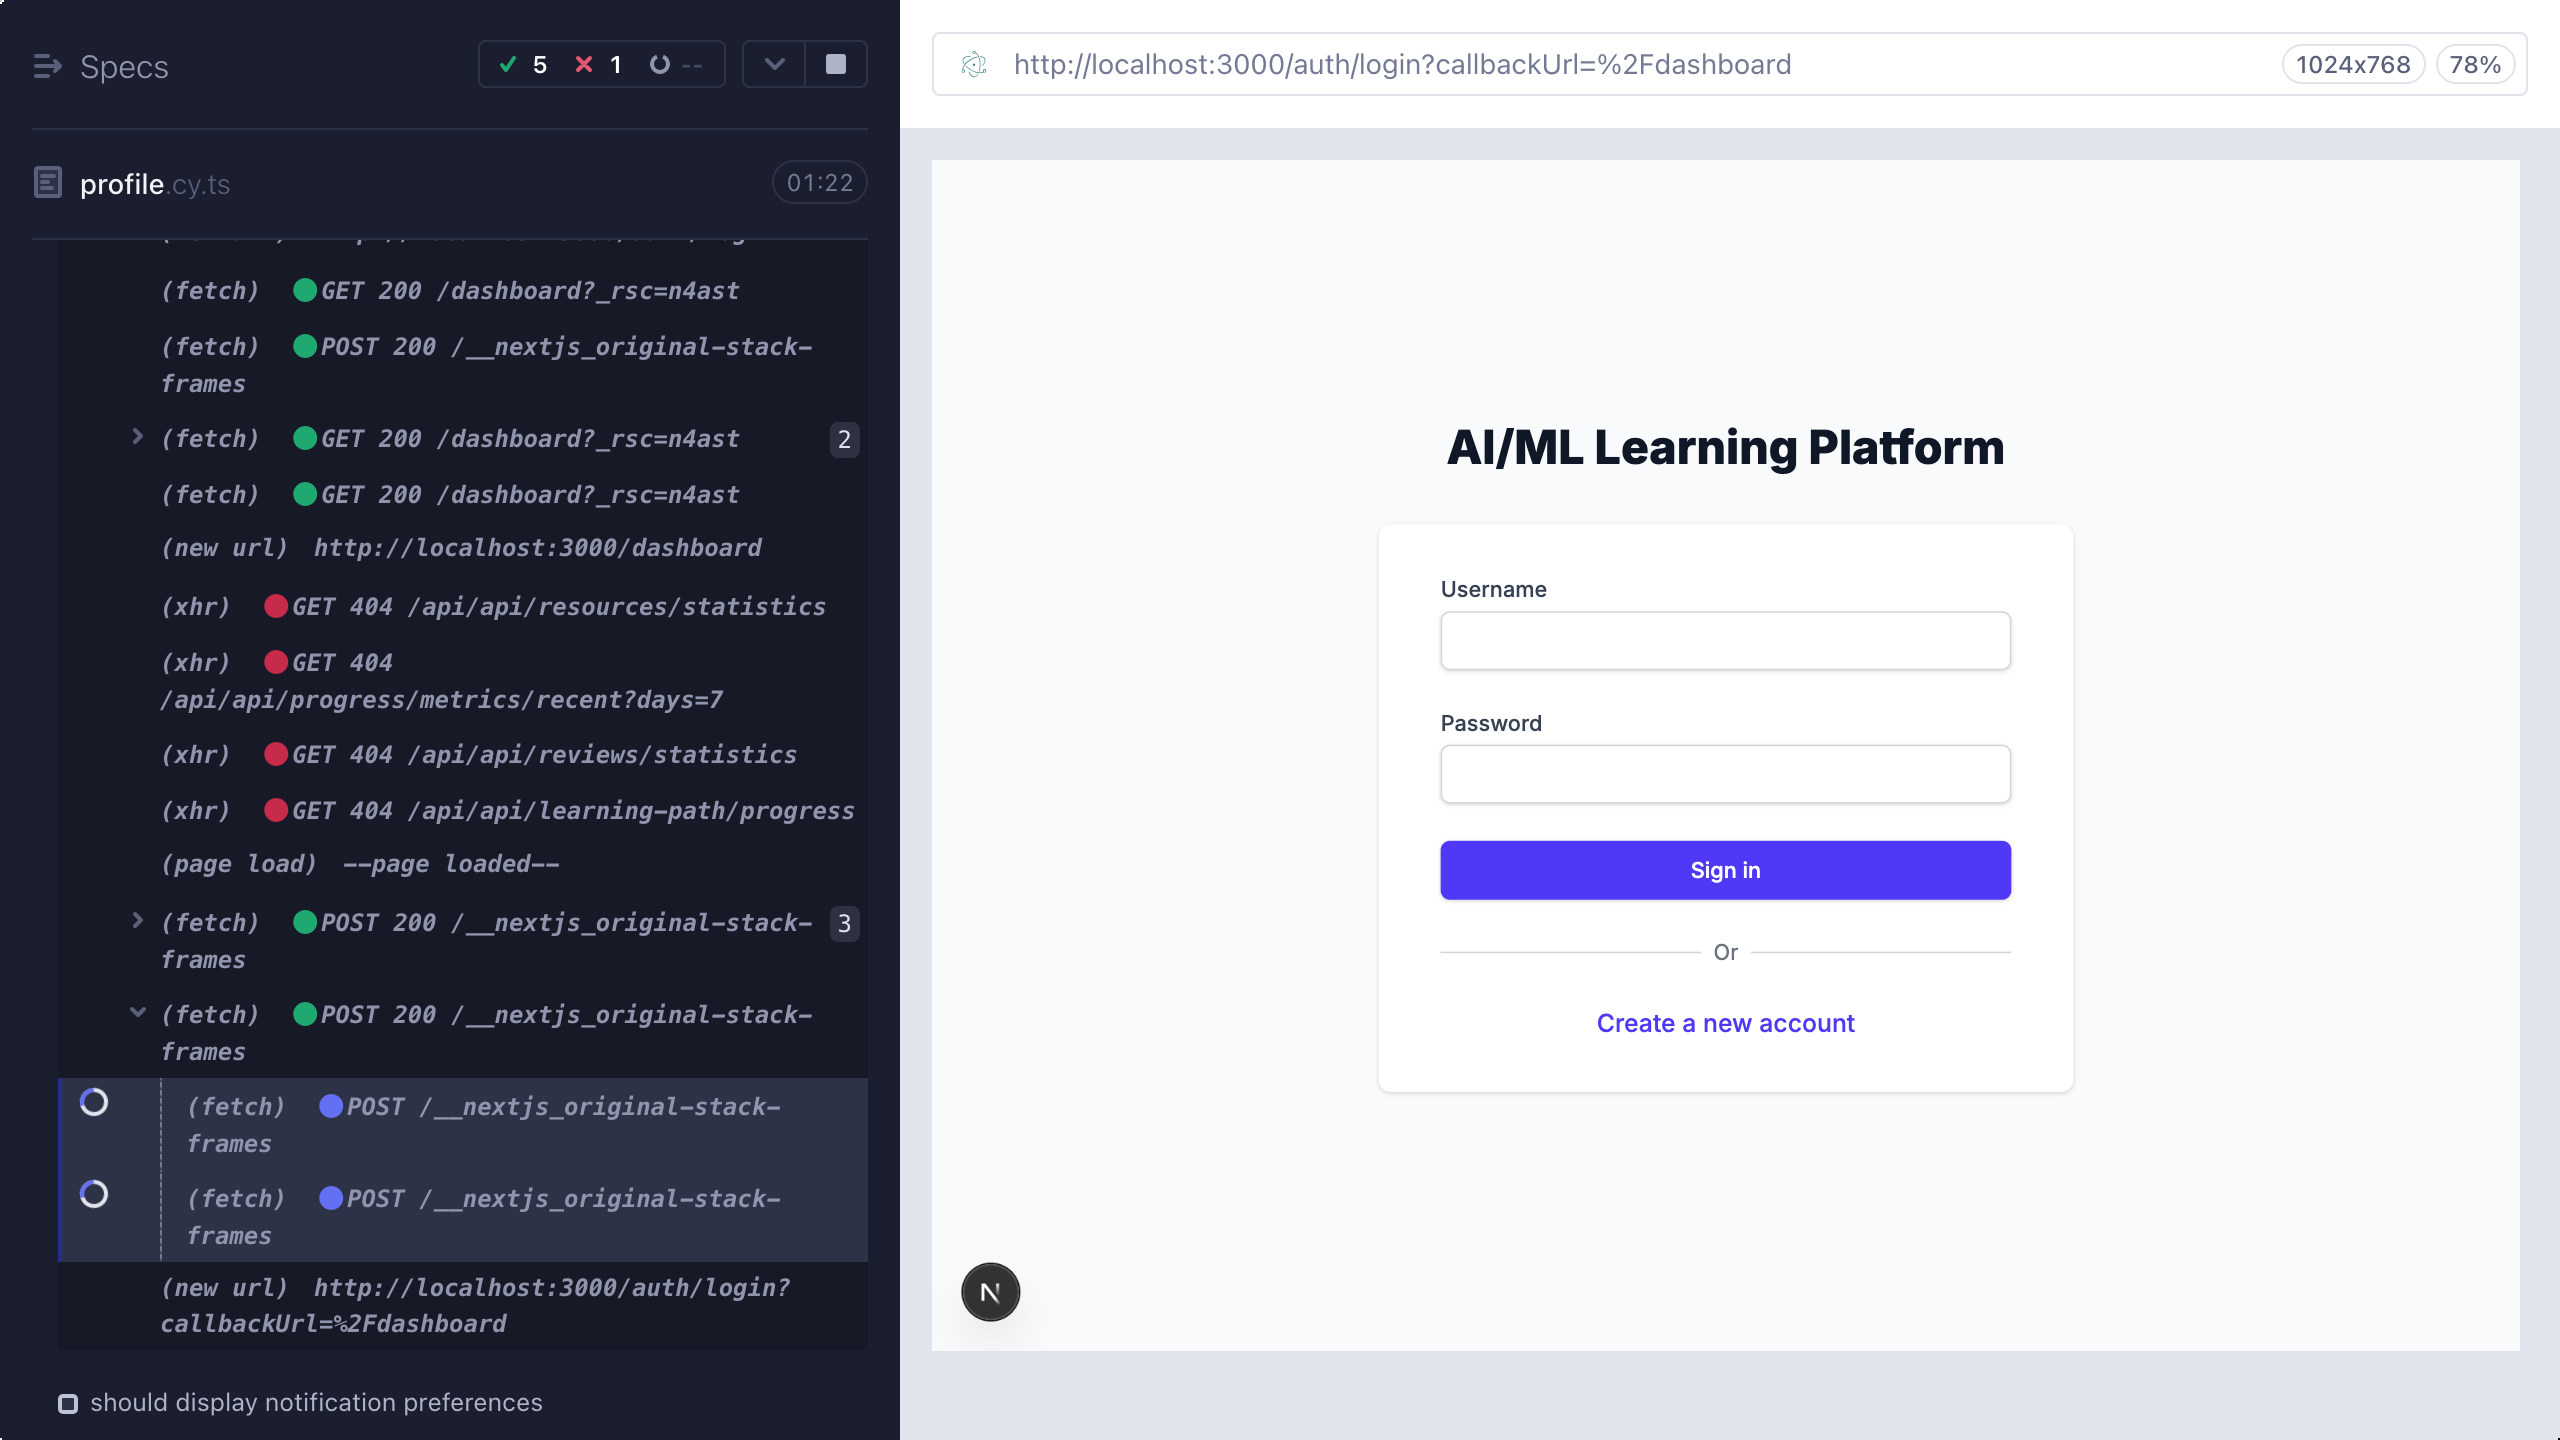 Specs
5 1 --
profile.cy.ts
01:22
(fetch) GET 200 /dashboard?_rsc=n4ast
(fetch) POST 200 /__nextjs_original-stack-
frames
(fetch) GET 200 /dashboard?_rsc=n4ast 2
(fetch) GET 200 /dashboard?_rsc=n4ast
(new url) http://localhost:3000/dashboard
(xhr) GET 404 /api/api/resources/statistics
(xhr) GET 404
/api/api/progress/metrics/recent?days=7
(xhr) GET 404 /api/api/reviews/statistics
(xhr) GET 404 /api/api/learning-path/progress
(page load) --page loaded--
(fetch) POST 200 /__nextjs_original-stack- 3
frames
(fetch) POST 200 /__nextjs_original-stack-
frames
(fetch) POST /__nextjs_original-stack-
frames
(fetch) POST /__nextjs_original-stack-
frames
(new url) http://localhost:3000/auth/login?
callbackUrl=%2Fdashboard
should display notification preferences
http://localhost:3000/auth/login?callbackUrl=%2Fdashboard
1024x768
78%
AI/ML Learning Platform
Username
Password
Sign in
Or
Create a new account
N